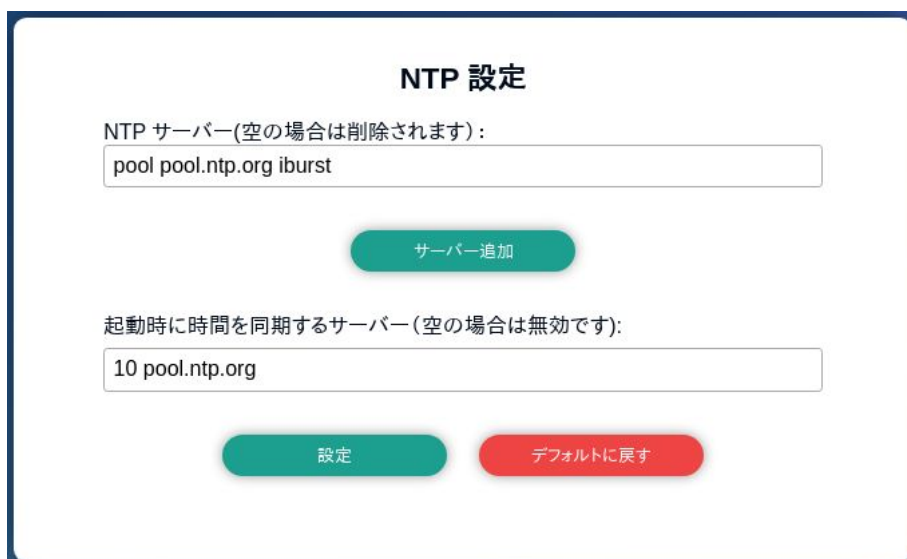 NTP 設定
NTP サーバー(空の場合は削除されます）:
pool pool.ntp.org iburst
サーバー追加
起動時に時間を同期するサーバー（空の場合は無効です):
10 pool.ntp.org
設定
デフォルトに戻す